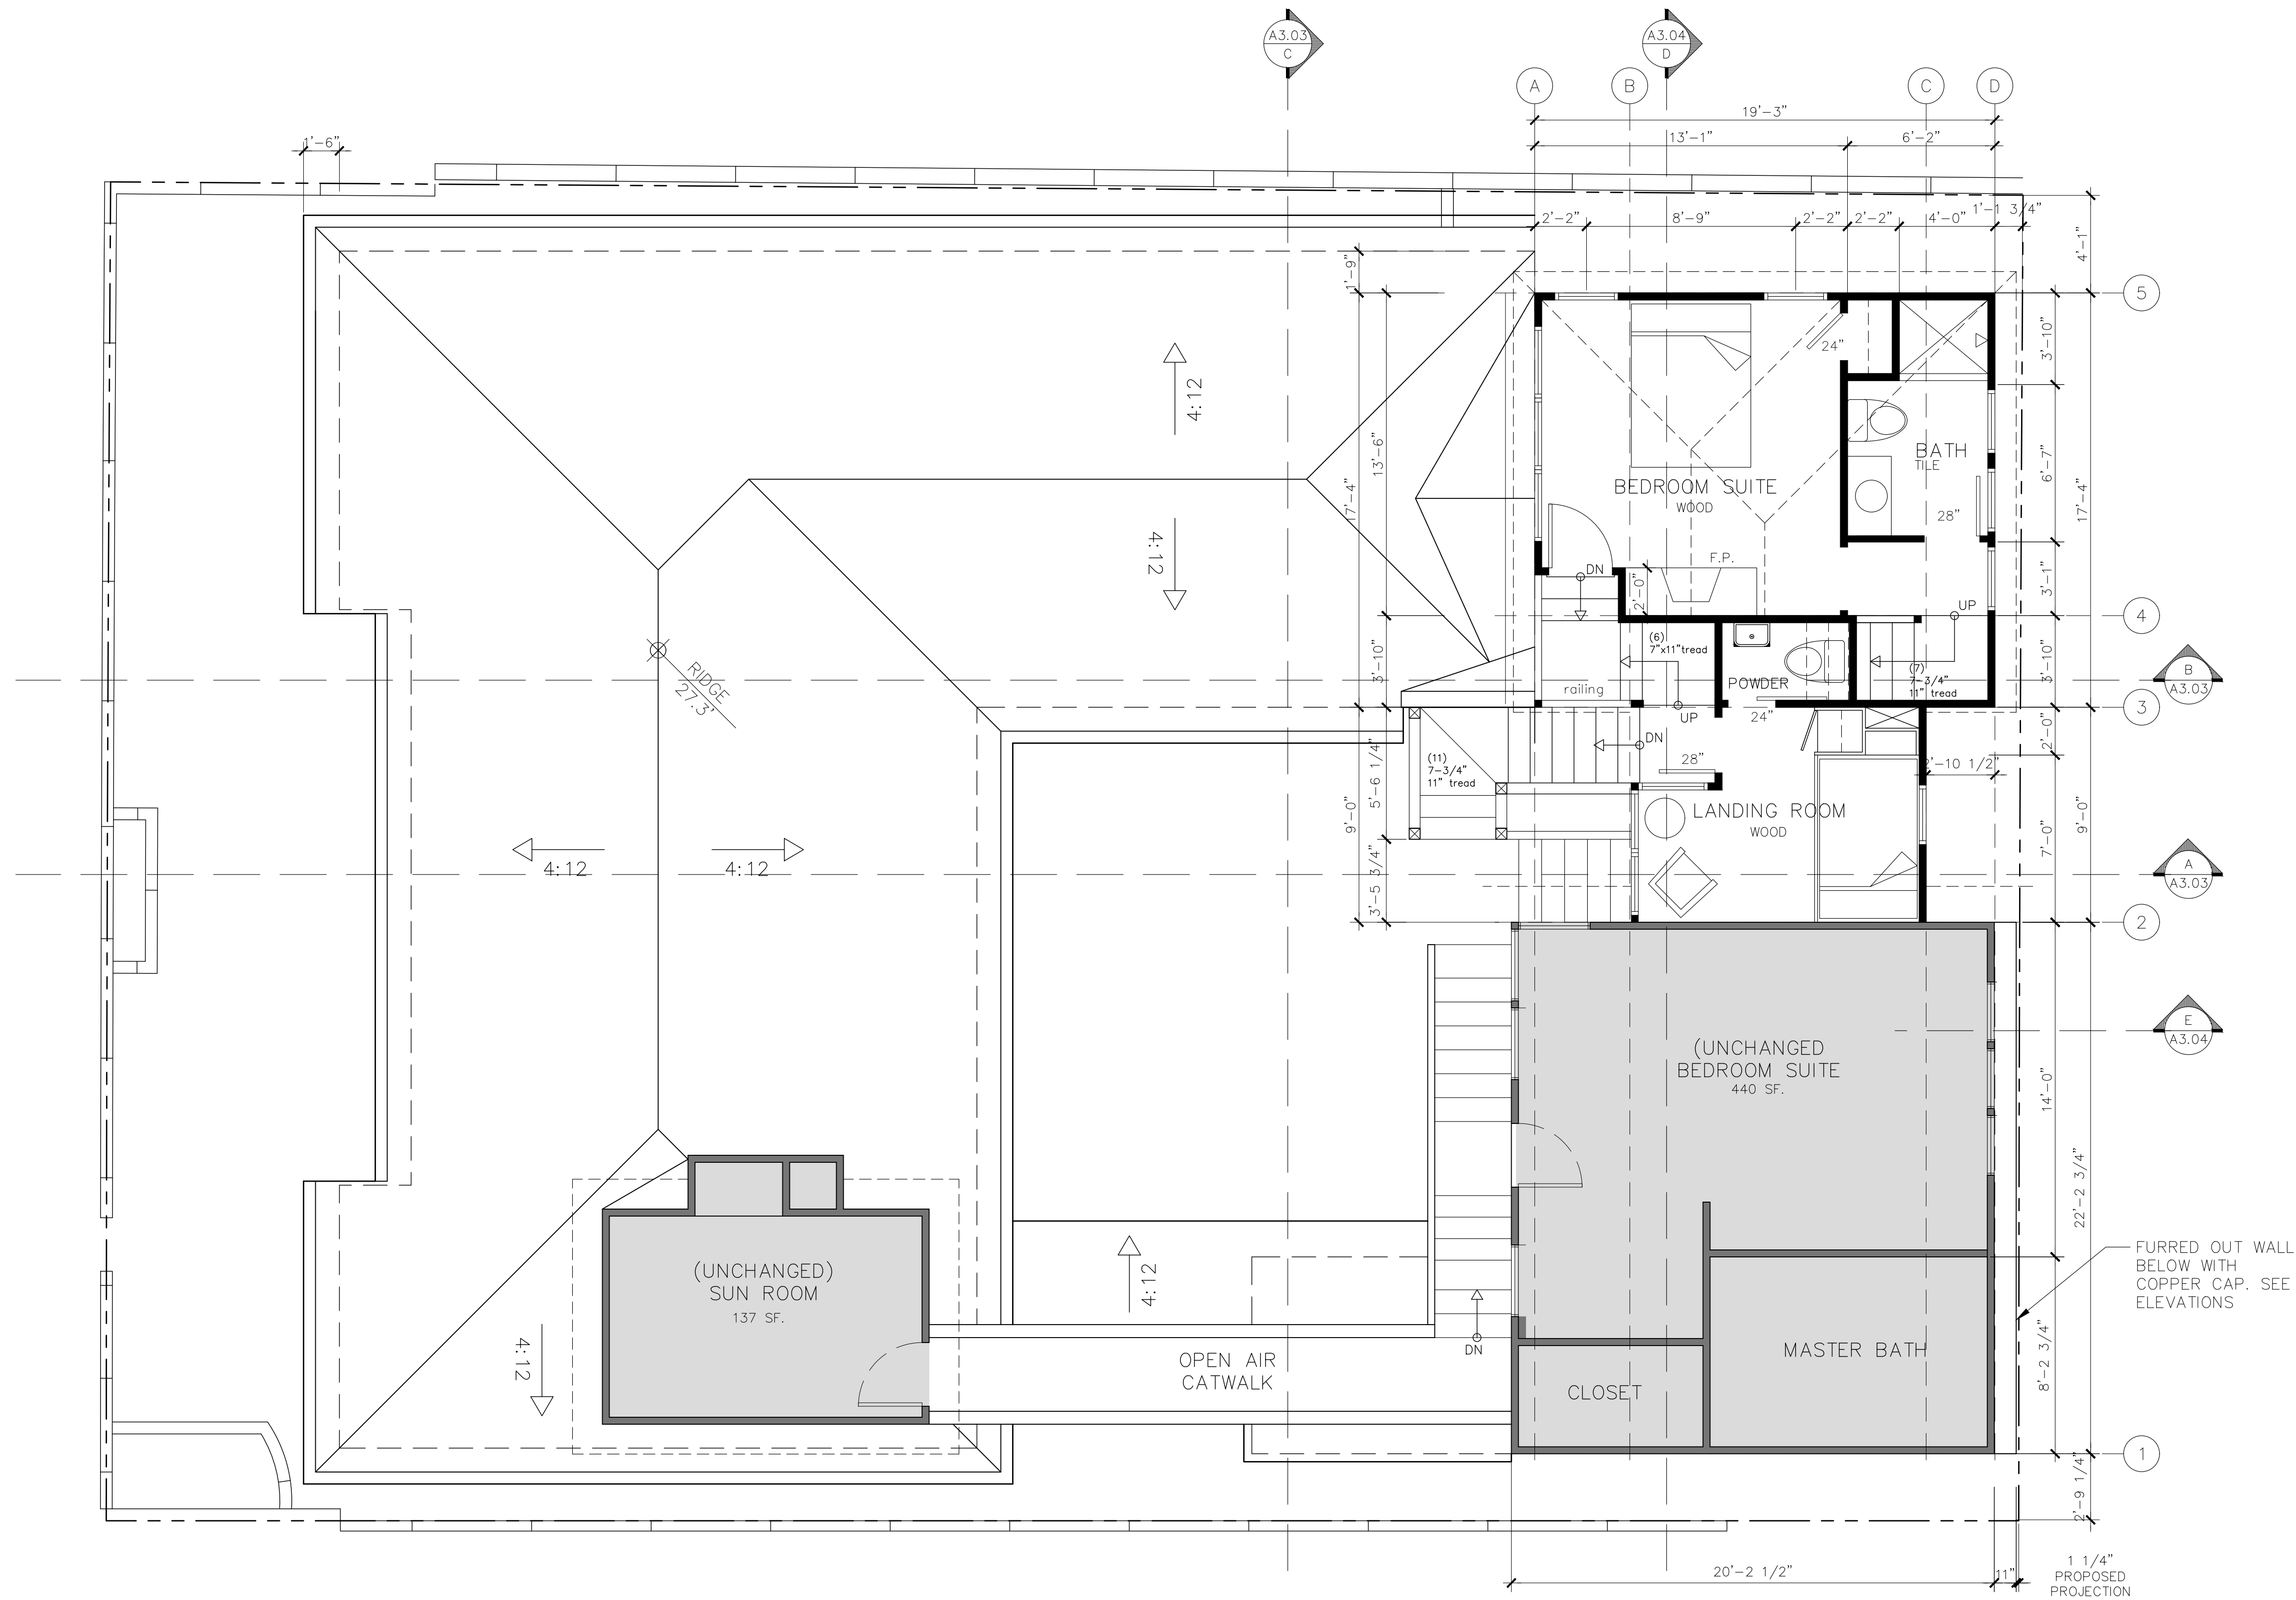 A3.03
C
A3.04
D
A
B
C
D
19'-3"
13'-1"
6'-2"
1'-6"
2'-2"
8'-9"
2'-2"
2'-2"
4'-0"
1'-1 3/4"
4'-1"
1'-9"
5
24"
3'-10"
4:12
13'-6"
17'-4"
BATH
TILE
6'-7"
17'-4"
BEDROOM SUITE
WOOD
28"
4:12
F.P.
DN
2'-0"
3'-1"
UP
4
(6)
7"x11"tread
3'-10"
RIDGE
27.3'
railing
POWDER
(7)
7-3/4"
11" tread
3'-10"
B
A3.03
3
UP
24"
DN
28"
2'-0"
2'-10 1/2"
(11)
7-3/4"
11" tread
5'-6 1/4"
9'-0"
LANDING ROOM
WOOD
7'-0"
9'-0"
4:12
4:12
3'-5 3/4"
A
A3.03
2
E
A3.04
(UNCHANGED
BEDROOM SUITE
440 SF.
14'-0"
22'-2 3/4"
FURRED OUT WALL
BELOW WITH
COPPER CAP. SEE
ELEVATIONS
(UNCHANGED)
SUN ROOM
137 SF.
4:12
4:12
OPEN AIR
CATWALK
DN
MASTER BATH
CLOSET
8'-2 3/4"
1
2'-9 1/4"
20'-2 1/2"
11"
1 1/4"
PROPOSED
PROJECTION